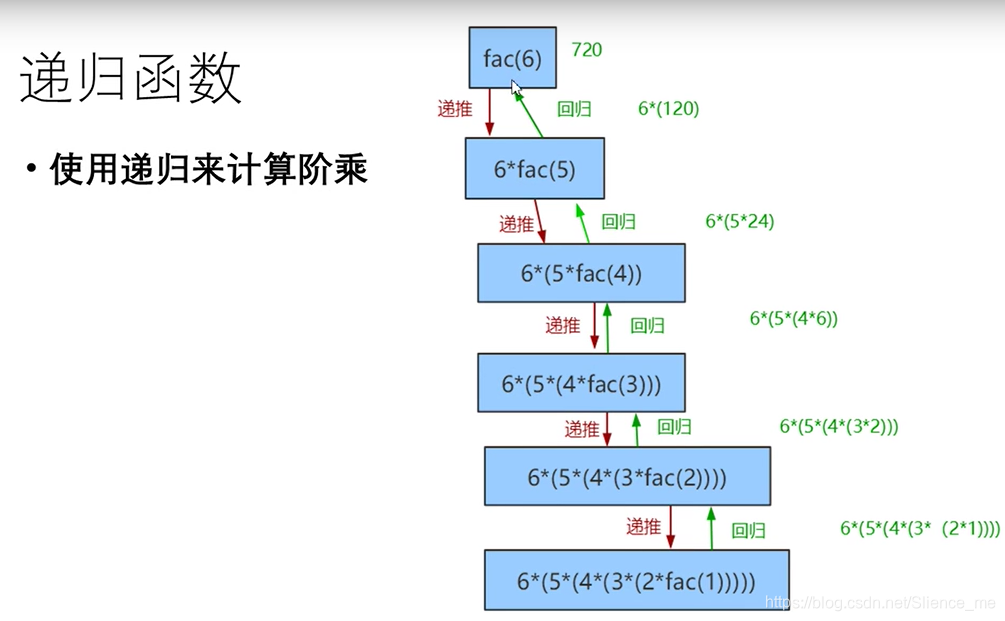 递归函数
• 使用递归来计算阶乘
fac(6)
720
递推
回归
6*(120)
6*fac(5)
递推
回归
6*(5*24)
6*(5*fac(4))
递推
回归
6*(5*(4*6))
6*(5*(4*fac(3)))
递推
回归
6*(5*(4*(3*2)))
6*(5*(4*(3*fac(2))))
递推
回归
6*(5*(4*(3*（2*1))))
6*(5*(4*(3*(2*fac(1)))))
https://blog.csdn.net/Slience_me